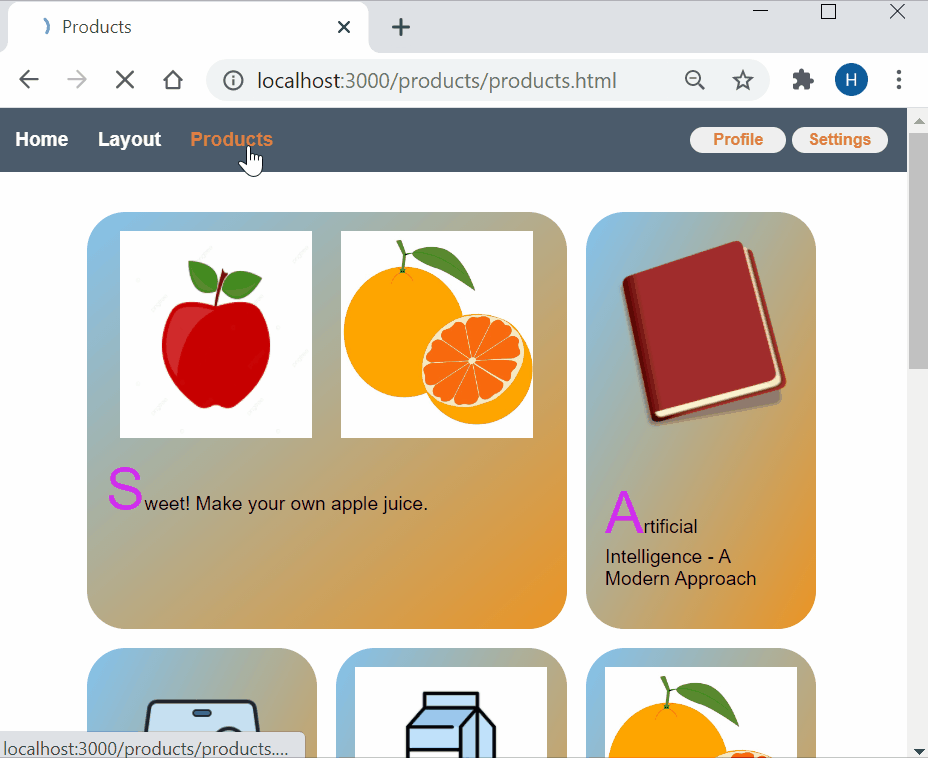 Products
localhost:3000/products/products.html
H
Home Layout Products Profile Settings
Sweet! Make your own apple juice.
Artificial
Intelligence - A
Modern Approach
localhost:3000/products/products....